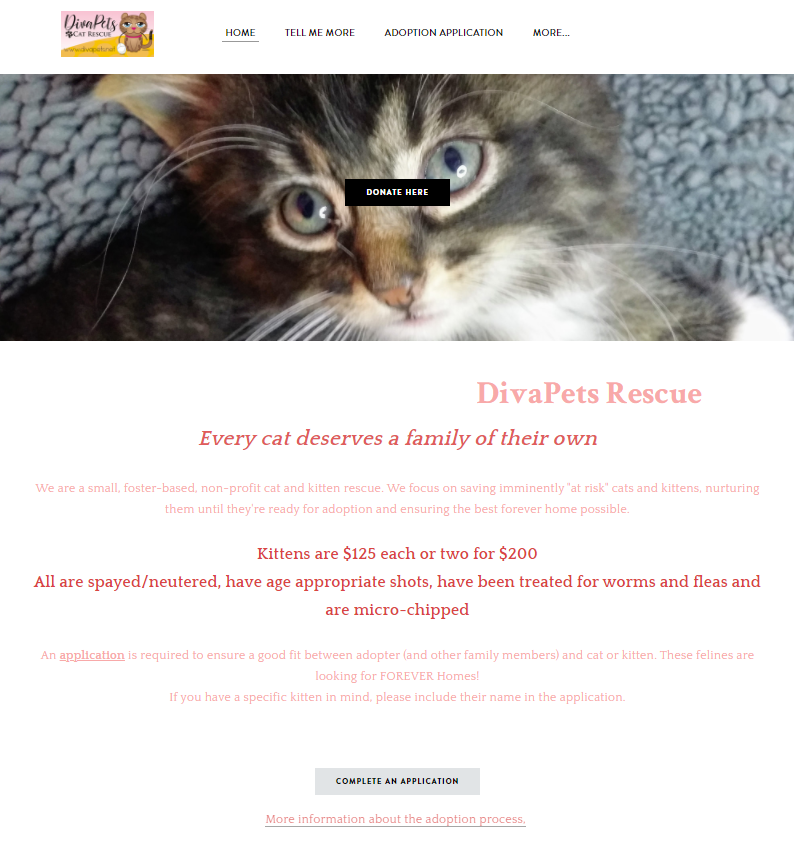 DivaPets
CAT RESCUE
www.divapets.net
HOME
TELL ME MORE
ADOPTION APPLICATION
MORE...
DONATE HERE
DivaPets Rescue
Every cat deserves a family of their own
We are a small, foster-based, non-profit cat and kitten rescue. We focus on saving imminently "at risk" cats and kittens, nurturing
them until they're ready for adoption and ensuring the best forever home possible.
Kittens are $125 each or two for $200
All are spayed/neutered, have age appropriate shots, have been treated for worms and fleas and
are micro-chipped
An application is required to ensure a good fit between adopter (and other family members) and cat or kitten. These felines are
looking for FOREVER Homes!
If you have a specific kitten in mind, please include their name in the application.
COMPLETE AN APPLICATION
More information about the adoption process.